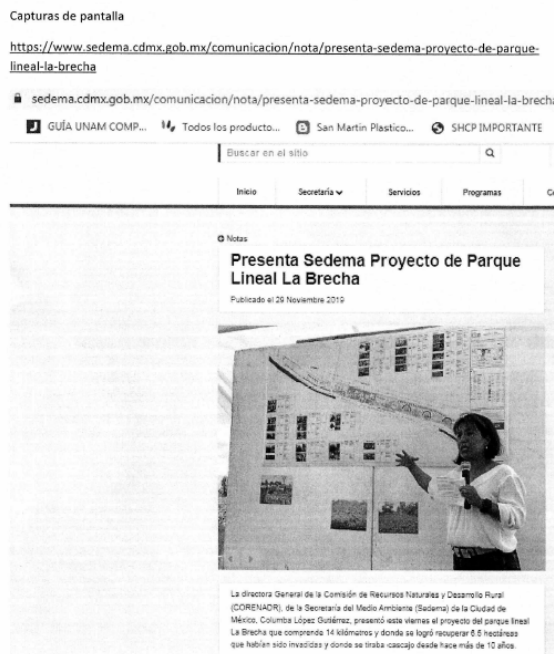 Capturas de pantalla
https://www.sedema.cdmx.gob.mx/comunicacion/nota/presenta-sedema-proyecto-de-parque-
lineal-la-brecha
sedema.cdmx.gob.mx/comunicacion/nota/presenta-sedema-proyecto-de-parque-lineal-la-brech
GUÍA UNAM COMP... Todos los producto... San Martin Plastico... SHCP IMPORTANTE
Buscar en el sitio
Inicio Secretaría Servicios Programas
Notas
Presenta Sedema Proyecto de Parque
Lineal La Brecha
Publicado el 29 Noviembre 2019
La directora General de la Comisión de Recursos Naturales y Desarrollo Rural
(CORENADR), de la Secretaría del Medio Ambiente (Sedema) de la Ciudad de
México, Columba López Gutiérrez, presentó este viernes el proyecto del parque lineal
La Brecha que comprende 14 kilómetros y donde se logró recuperar 6.5 hectáreas
que habían sido invadidas y donde se tiraba cascajo desde hace más de 10 años.